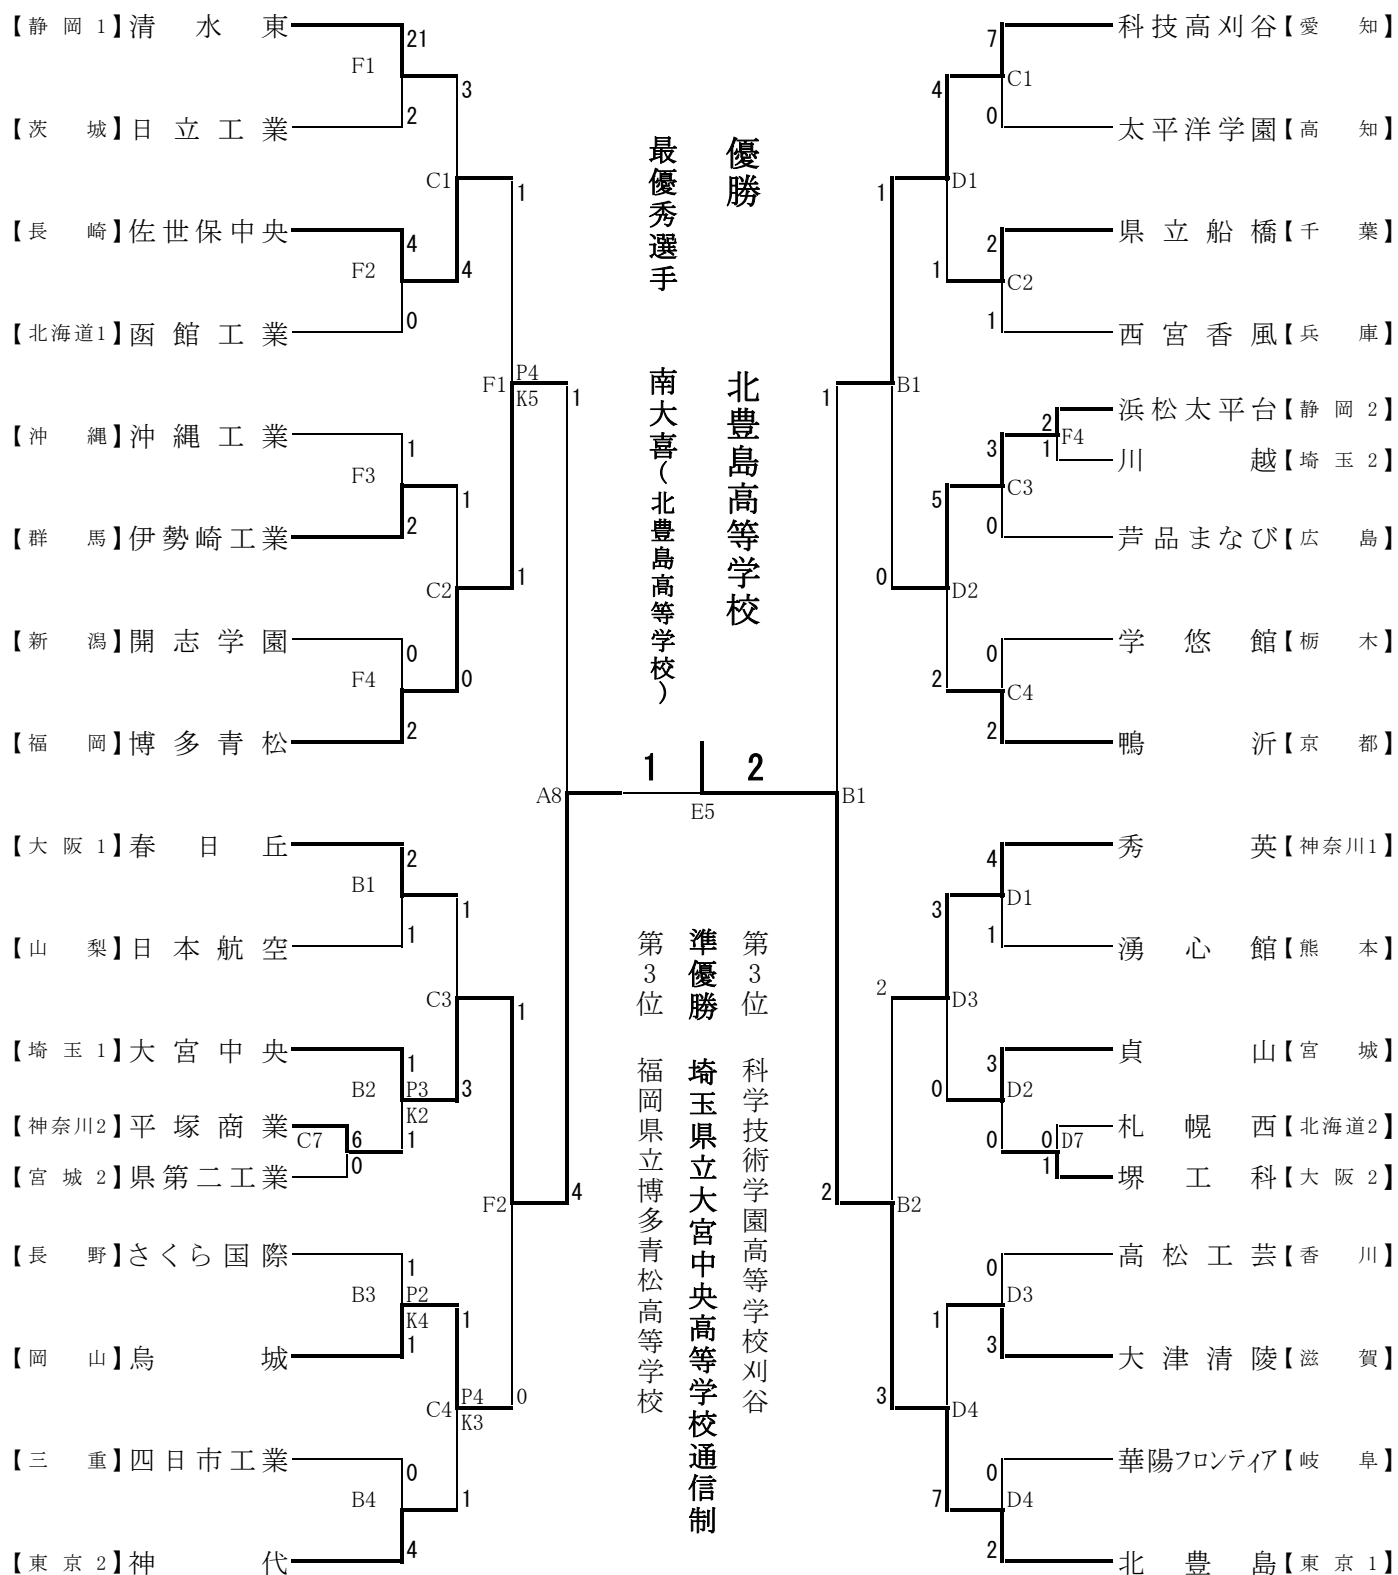 【静岡1】清水東
21
F1
3
2
【茨城】日立工業
C1
1
【長崎】佐世保中央
4
F2
4
0
【北海道1】函館工業
F1
P4
K5
1
【沖縄】沖縄工業
1
F3
1
2
【群馬】伊勢崎工業
C2
1
【新潟】開志学園
0
F4
0
2
【福岡】博多青松
A8
【大阪1】春日丘
2
B1
1
1
【山梨】日本航空
C3
1
【埼玉1】大宮中央
1
B2
P3
K2
3
1
【神奈川2】平塚商業
C7
6
0
【宮城2】県第二工業
F2
4
【長野】さくら国際
1
B3
P2
K4
1
1
【岡山】烏城
C4
P4
K3
0
【三重】四日市工業
0
B4
1
4
【東京2】神代
優勝　北豊島高等学校
最優秀選手　南大喜(北豊島高等学校)
1
2
E5
第3位　科学技術学園高等学校刈谷
準優勝　埼玉県立大宮中央高等学校通信制
第3位　福岡県立博多青松高等学校
科技高刈谷【愛知】
7
C1
4
0
太平洋学園【高知】
D1
1
県立船橋【千葉】
2
C2
1
1
西宮香風【兵庫】
B1
1
浜松太平台【静岡2】
2
F4
1
川越【埼玉2】
3
C3
5
0
芦品まなび【広島】
D2
0
学悠館【栃木】
0
C4
2
2
鴨沂【京都】
B1
秀英【神奈川1】
4
D1
3
1
湧心館【熊本】
D3
2
貞山【宮城】
3
D2
0
0
札幌西【北海道2】
0
D7
1
堺工科【大阪2】
B2
2
高松工芸【香川】
0
D3
1
3
大津清陵【滋賀】
D4
3
華陽フロンティア【岐阜】
0
D4
7
2
北豊島【東京1】